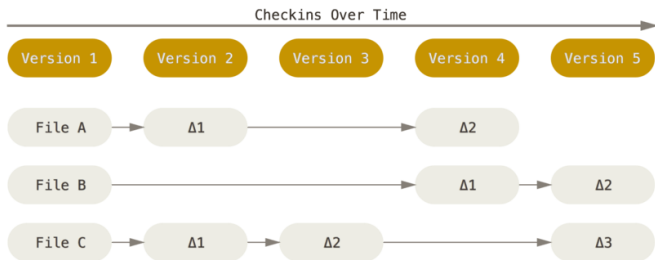 Checkins Over Time
Version 1 Version 2 Version 3 Version 4 Version 5
File A Δ1 Δ2
File B Δ1 Δ2
File C Δ1 Δ2 Δ3